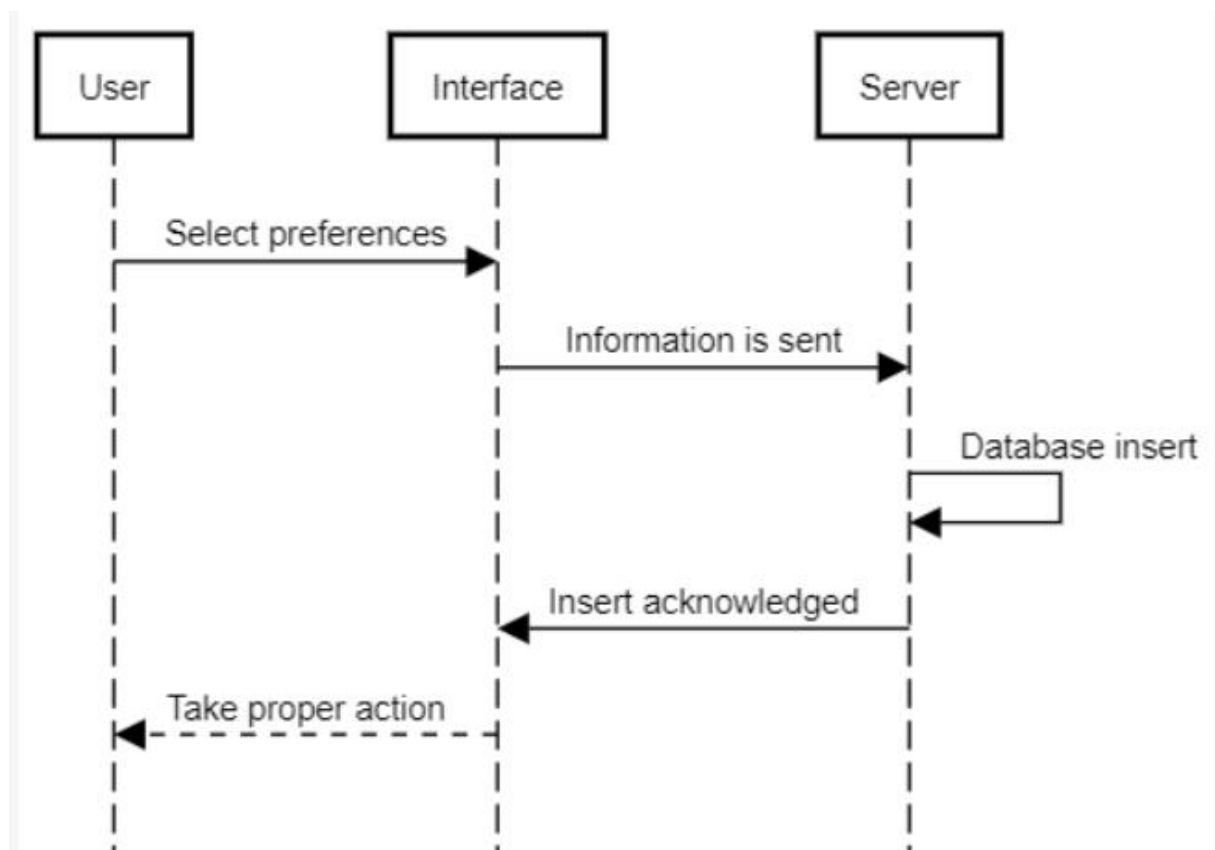 User
Interface
Server
Select preferences
Information is sent
Database insert
Insert acknowledged
Take proper action